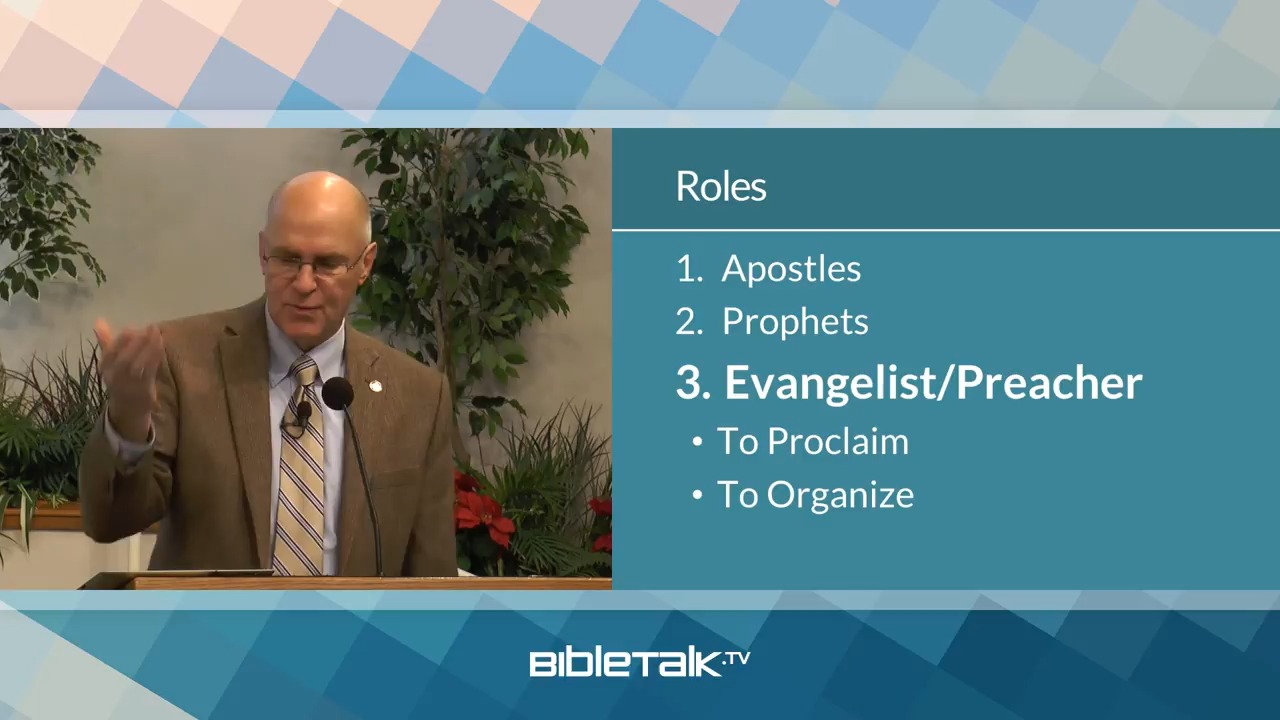 Roles
1. Apostles
2. Prophets
3. Evangelist/Preacher
• To Proclaim
• To Organize
BibleTalk.TV